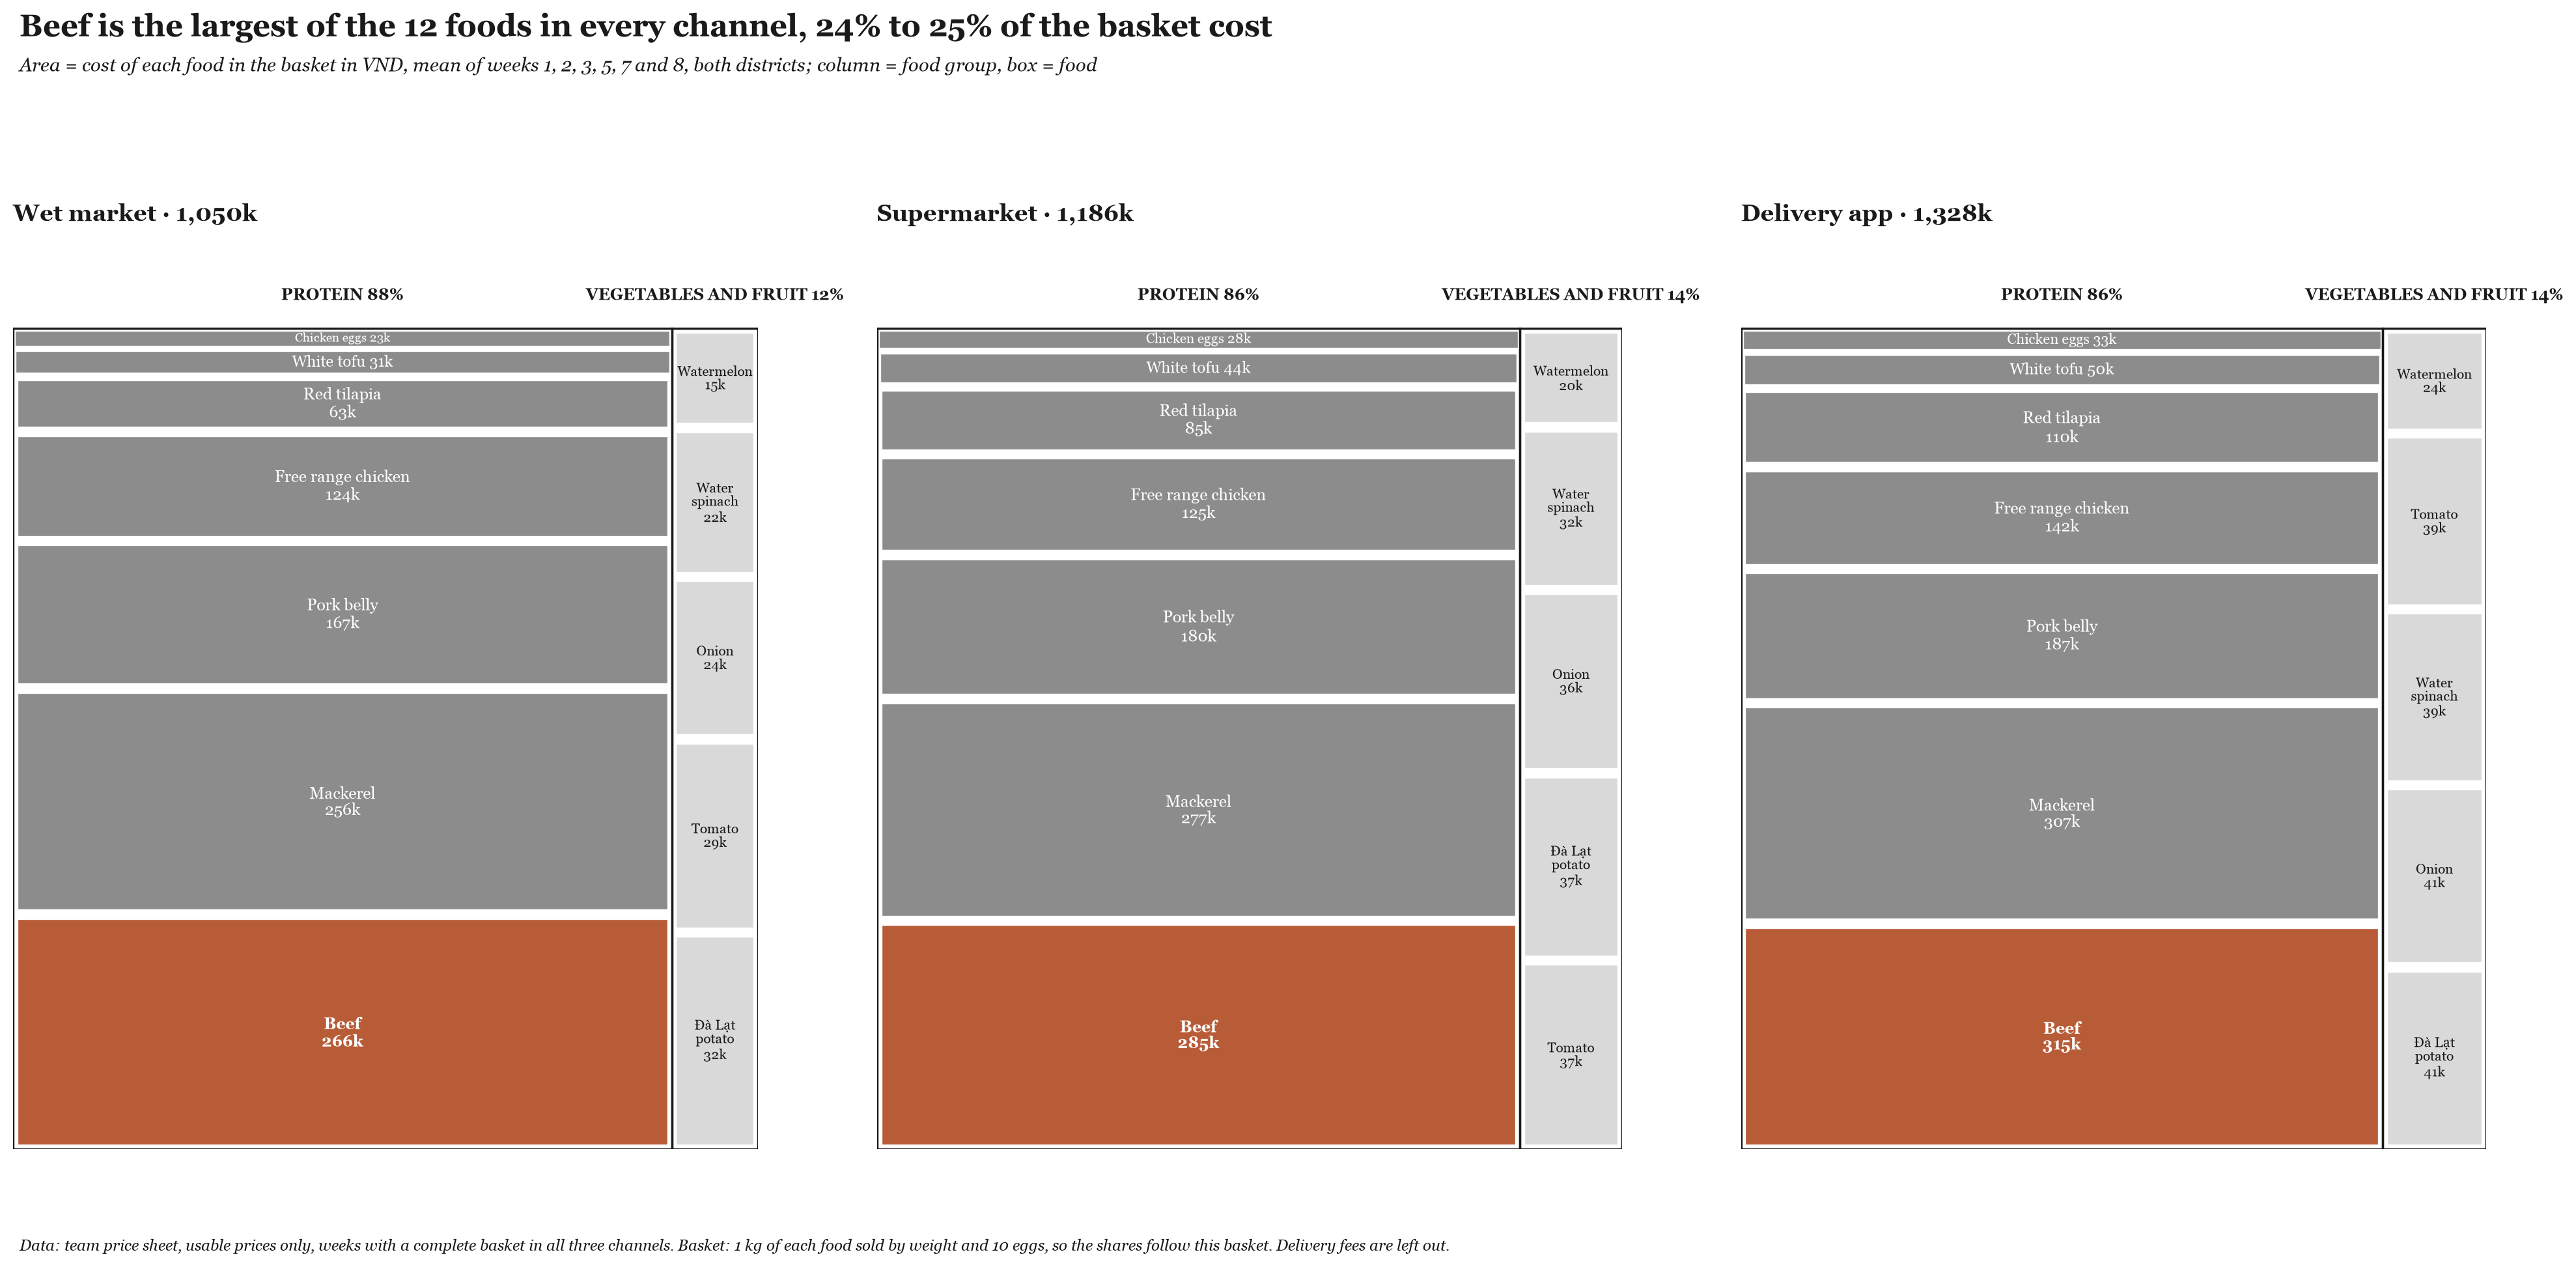 Beef is the largest of the 12 foods in every channel, 24% to 25% of the basket cost
Area = cost of each food in the basket in VND, mean of weeks 1, 2, 3, 5, 7 and 8, both districts; column = food group, box = food
Wet market · 1,050k
PROTEIN 88%
VEGETABLES AND FRUIT 12%
Chicken eggs 23k
White tofu 31k
Red tilapia
63k
Free range chicken
124k
Pork belly
167k
Mackerel
256k
Beef
266k
Watermelon
15k
Water
spinach
22k
Onion
24k
Tomato
29k
Đà Lạt
potato
32k
Supermarket · 1,186k
PROTEIN 86%
VEGETABLES AND FRUIT 14%
Chicken eggs 28k
White tofu 44k
Red tilapia
85k
Free range chicken
125k
Pork belly
180k
Mackerel
277k
Beef
285k
Watermelon
20k
Water
spinach
32k
Onion
36k
Đà Lạt
potato
37k
Tomato
37k
Delivery app · 1,328k
PROTEIN 86%
VEGETABLES AND FRUIT 14%
Chicken eggs 33k
White tofu 50k
Red tilapia
110k
Free range chicken
142k
Pork belly
187k
Mackerel
307k
Beef
315k
Watermelon
24k
Tomato
39k
Water
spinach
39k
Onion
41k
Đà Lạt
potato
41k
Data: team price sheet, usable prices only, weeks with a complete basket in all three channels. Basket: 1 kg of each food sold by weight and 10 eggs, so the shares follow this basket. Delivery fees are left out.